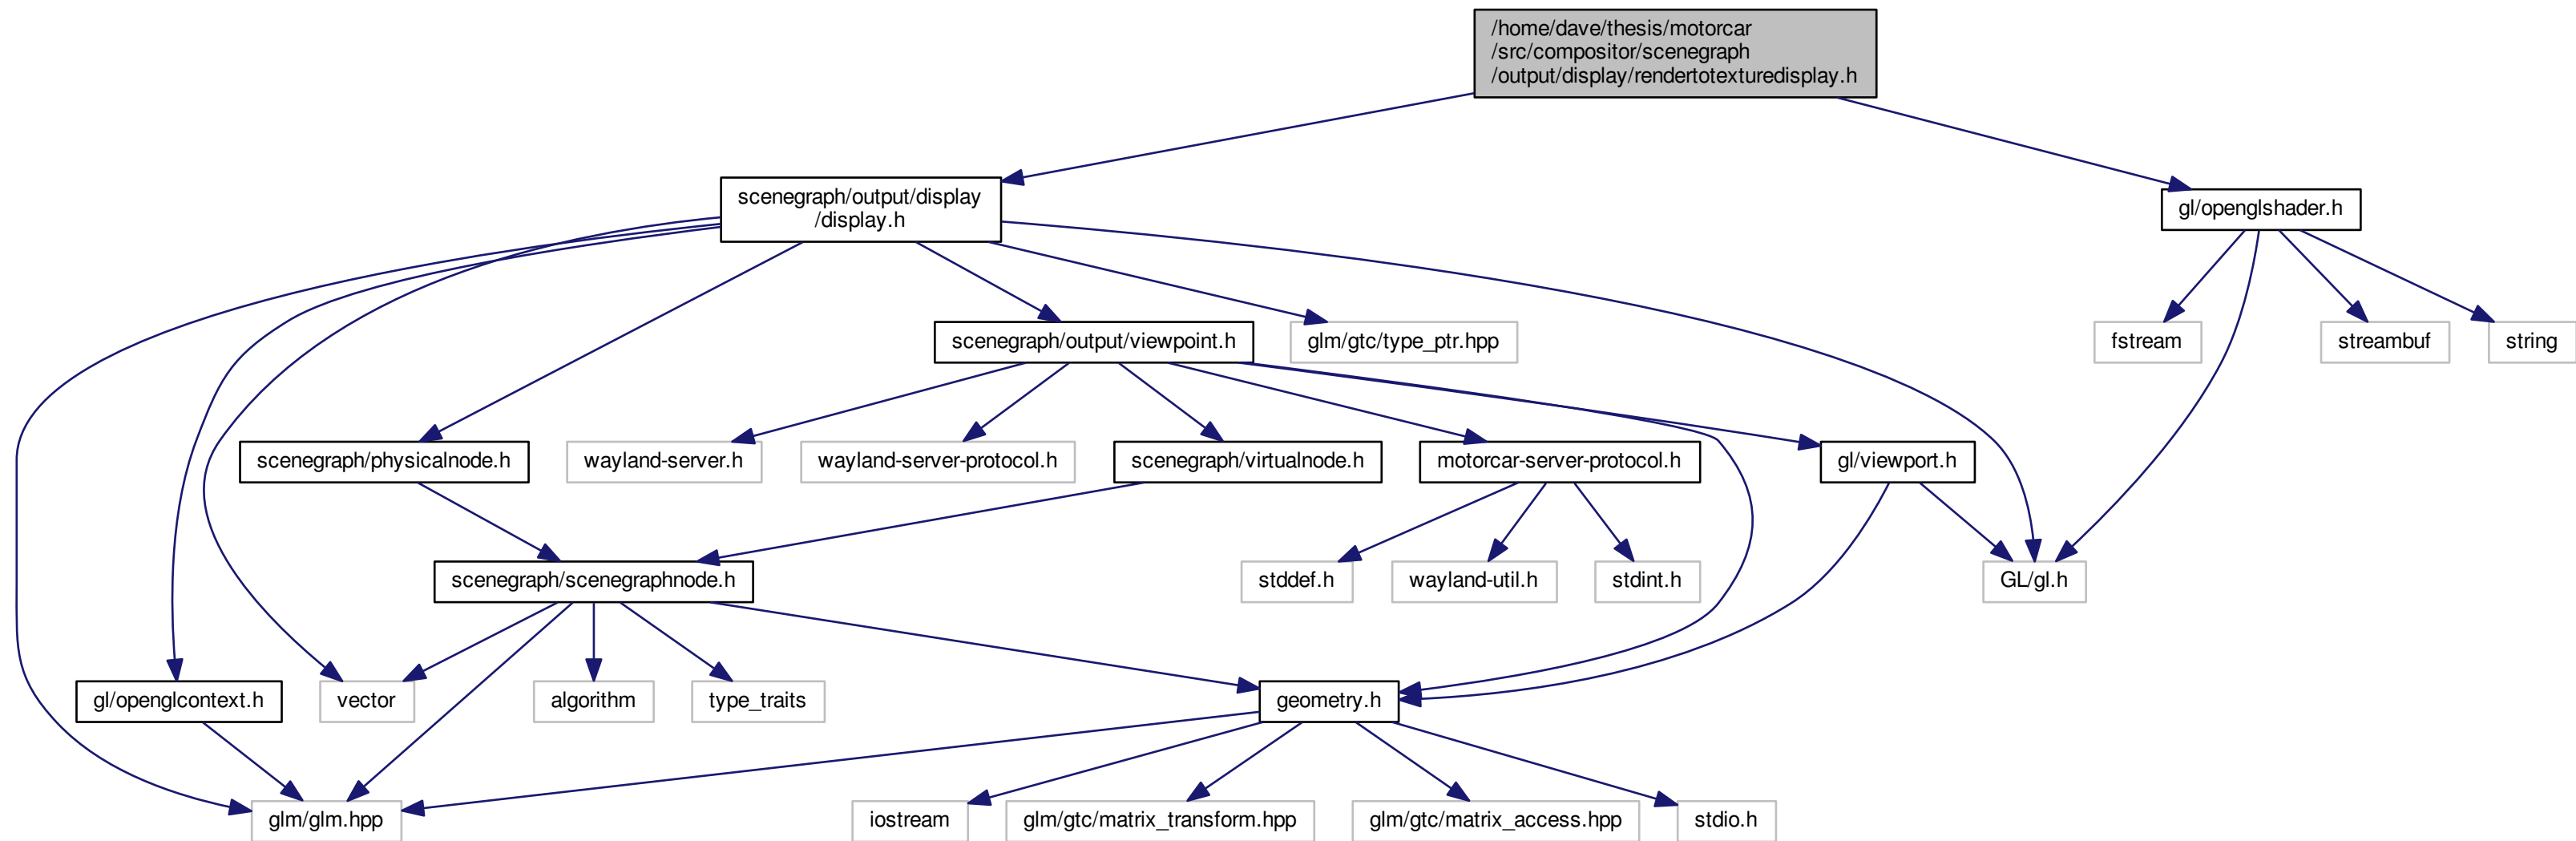 /home/dave/thesis/motorcar
/src/compositor/scenegraph
/output/display/rendertotexturedisplay.h
scenegraph/output/display
/display.h
gl/openglshader.h
scenegraph/output/viewpoint.h
glm/gtc/type_ptr.hpp
fstream
streambuf
string
scenegraph/physicalnode.h
wayland-server.h
wayland-server-protocol.h
scenegraph/virtualnode.h
motorcar-server-protocol.h
gl/viewport.h
scenegraph/scenegraphnode.h
stddef.h
wayland-util.h
stdint.h
GL/gl.h
gl/openglcontext.h
vector
algorithm
type_traits
geometry.h
glm/glm.hpp
iostream
glm/gtc/matrix_transform.hpp
glm/gtc/matrix_access.hpp
stdio.h